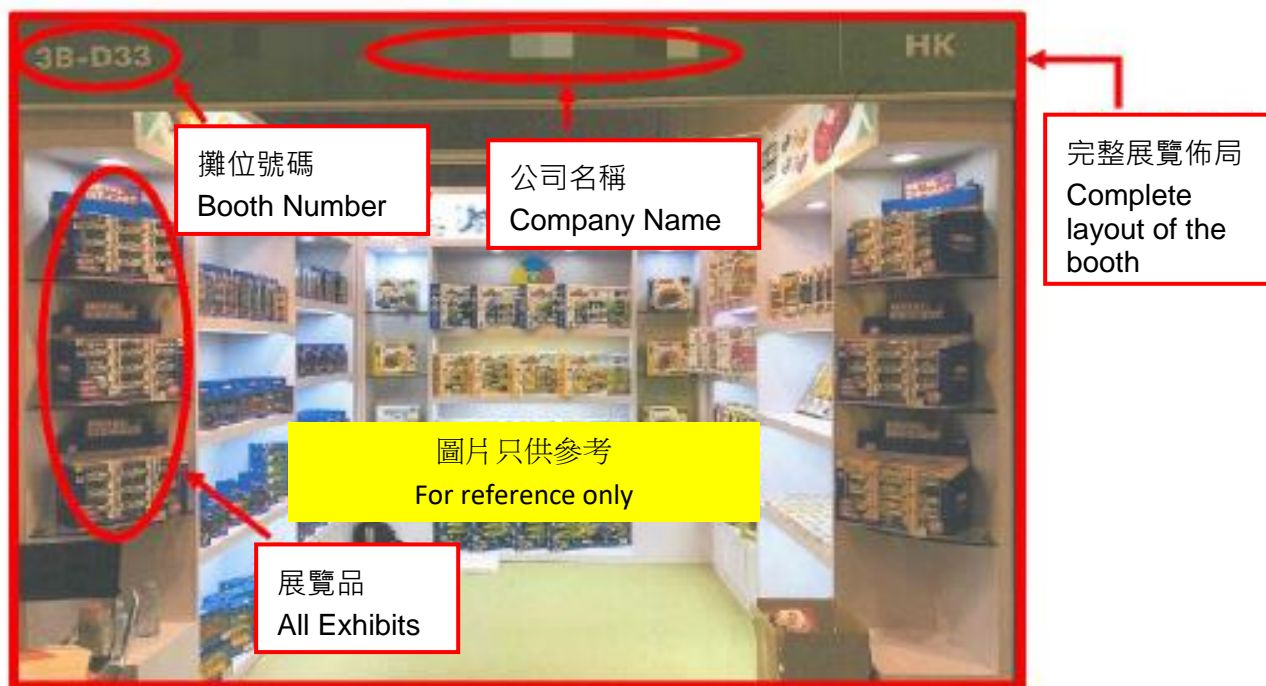 3B-D33
HK
攤位號碼
Booth Number
公司名稱
Company Name
完整展覽佈局
Complete
layout of the
booth
圖片只供參考
For reference only
展覽品
All Exhibits